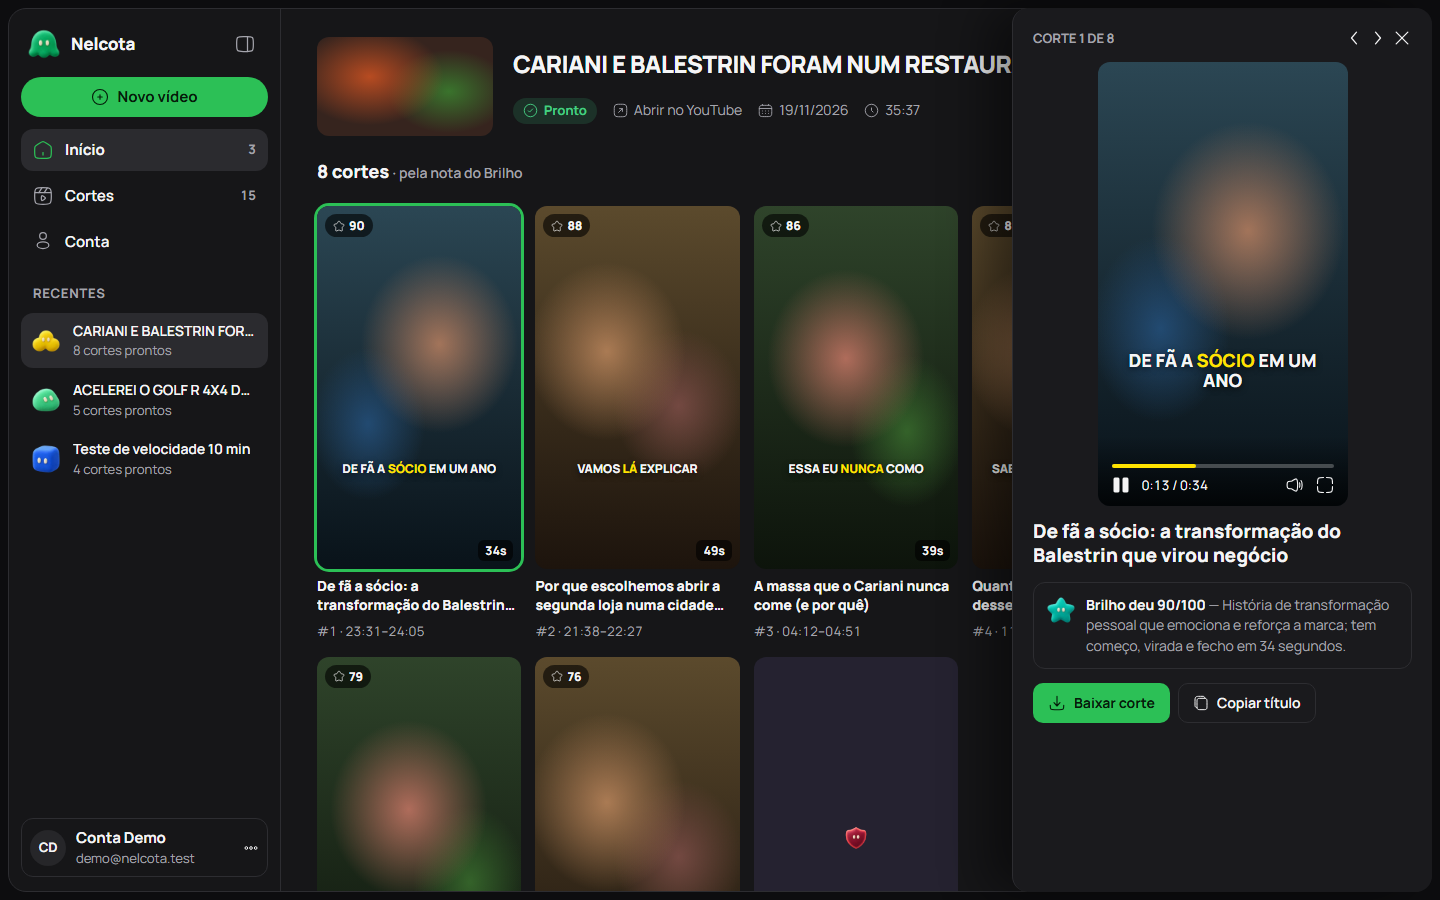 Nelcota
Novo vídeo
Início 3
Cortes 15
Conta
RECENTES
CARIANI E BALESTRIN FOR...
8 cortes prontos
ACELEREI O GOLF R 4X4 D...
5 cortes prontos
Teste de velocidade 10 min
4 cortes prontos
CD
Conta Demo
demo@nelcota.test
CARIANI E BALESTRIN FORAM NUM RESTAUR
Pronto
Abrir no YouTube
19/11/2026
35:37
8 cortes · pela nota do Brilho
90
DE FÃ A SÓCIO EM UM ANO
34s
De fã a sócio: a
transformação do Balestrin...
#1 · 23:31–24:05
88
VAMOS LÁ EXPLICAR
49s
Por que escolhemos abrir a
segunda loja numa cidade...
#2 · 21:38–22:27
86
ESSA EU NUNCA COMO
39s
A massa que o Cariani nunca
come (e por quê)
#3 · 04:12–04:51
8
Quant
desse
#4 · 1
79
76
CORTE 1 DE 8
DE FÃ A SÓCIO EM UM
ANO
0:13 / 0:34
De fã a sócio: a transformação do
Balestrin que virou negócio
Brilho deu 90/100 — História de transformação
pessoal que emociona e reforça a marca; tem
começo, virada e fecho em 34 segundos.
Baixar corte
Copiar título